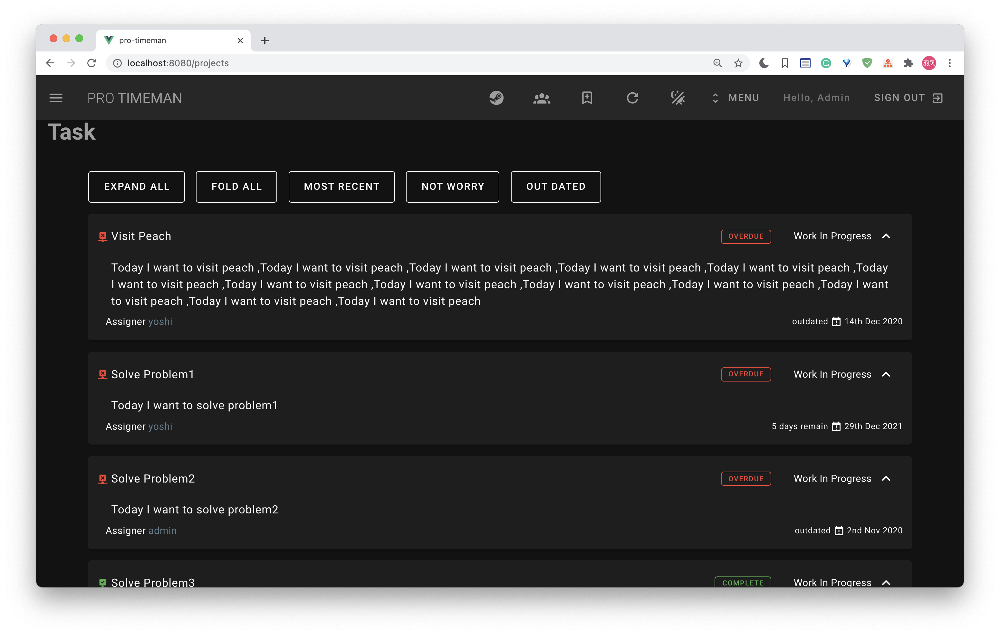 pro-timeman
localhost:8080/projects
羽晟
PRO TIMEMAN
MENU
Hello, Admin
SIGN OUT
Task
EXPAND ALL
FOLD ALL
MOST RECENT
NOT WORRY
OUT DATED
Visit Peach
OVERDUE
Work In Progress
Today I want to visit peach ,Today I want to visit peach ,Today I want to visit peach ,Today I want to visit peach ,Today I want to visit peach ,Today
I want to visit peach ,Today I want to visit peach ,Today I want to visit peach ,Today I want to visit peach ,Today I want to visit peach ,Today I want
to visit peach ,Today I want to visit peach ,Today I want to visit peach
Assigner yoshi
outdated 14th Dec 2020
Solve Problem1
OVERDUE
Work In Progress
Today I want to solve problem1
Assigner yoshi
5 days remain 29th Dec 2021
Solve Problem2
OVERDUE
Work In Progress
Today I want to solve problem2
Assigner admin
outdated 2nd Nov 2020
Solve Problem3
COMPLETE
Work In Progress